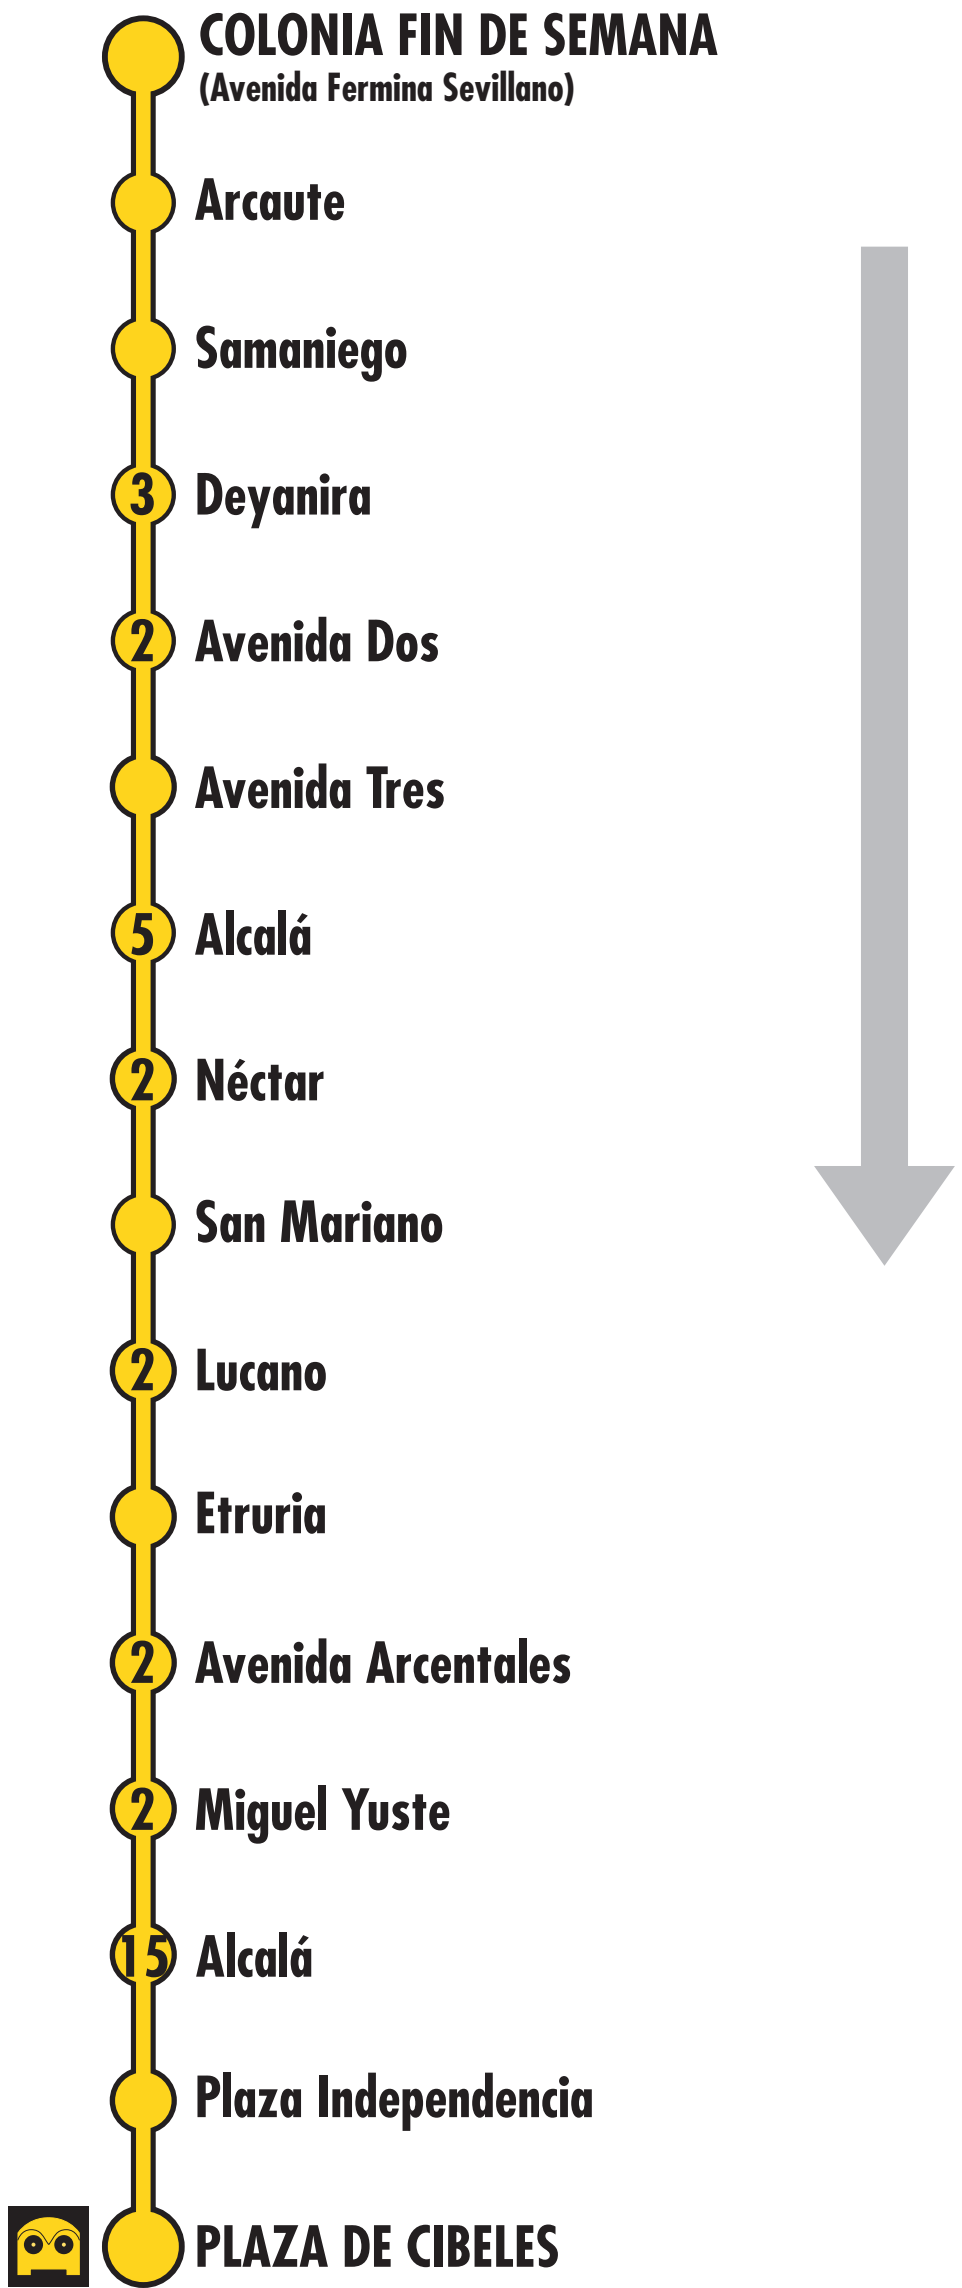 COLONIA FIN DE SEMANA
(Avenida Fermina Sevillano)
Arcaute
Samaniego
3 Deyanira
2 Avenida Dos
Avenida Tres
5 Alcalá
2 Néctar
San Mariano
2 Lucano
Etruria
2 Avenida Arcentales
2 Miguel Yuste
15 Alcalá
Plaza Independencia
PLAZA DE CIBELES